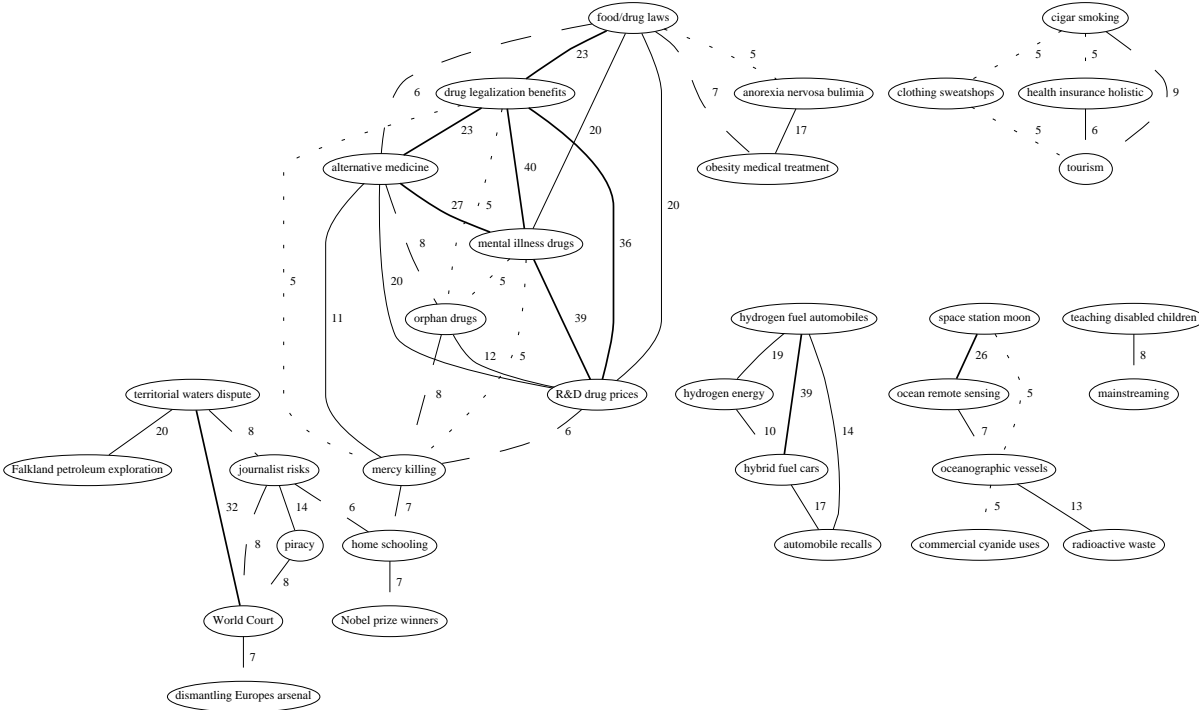 food/drug laws
cigar smoking
5
23
5
5
6
drug legalization benefits
7
anorexia nervosa bulimia
clothing sweatshops
health insurance holistic
9
23
20
17
5
6
alternative medicine
40
obesity medical treatment
tourism
27
5
20
8
mental illness drugs
36
5
20
5
11
orphan drugs
39
hydrogen fuel automobiles
space station moon
teaching disabled children
12
5
19
26
8
territorial waters dispute
8
R&D drug prices
hydrogen energy
39
ocean remote sensing
5
mainstreaming
20
8
6
10
14
7
Falkland petroleum exploration
journalist risks
mercy killing
hybrid fuel cars
oceanographic vessels
32
14
6
7
17
5
13
8
piracy
home schooling
automobile recalls
commercial cyanide uses
radioactive waste
8
7
World Court
Nobel prize winners
7
dismantling Europes arsenal